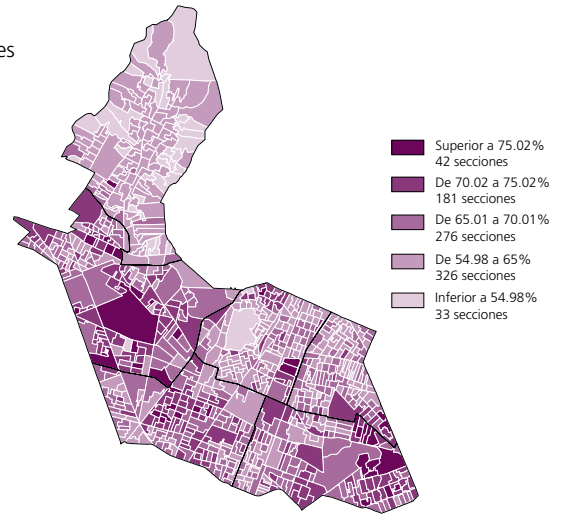 es
Superior a 75.02%
42 secciones
De 70.02 a 75.02%
181 secciones
De 65.01 a 70.01%
276 secciones
De 54.98 a 65%
326 secciones
Inferior a 54.98%
33 secciones